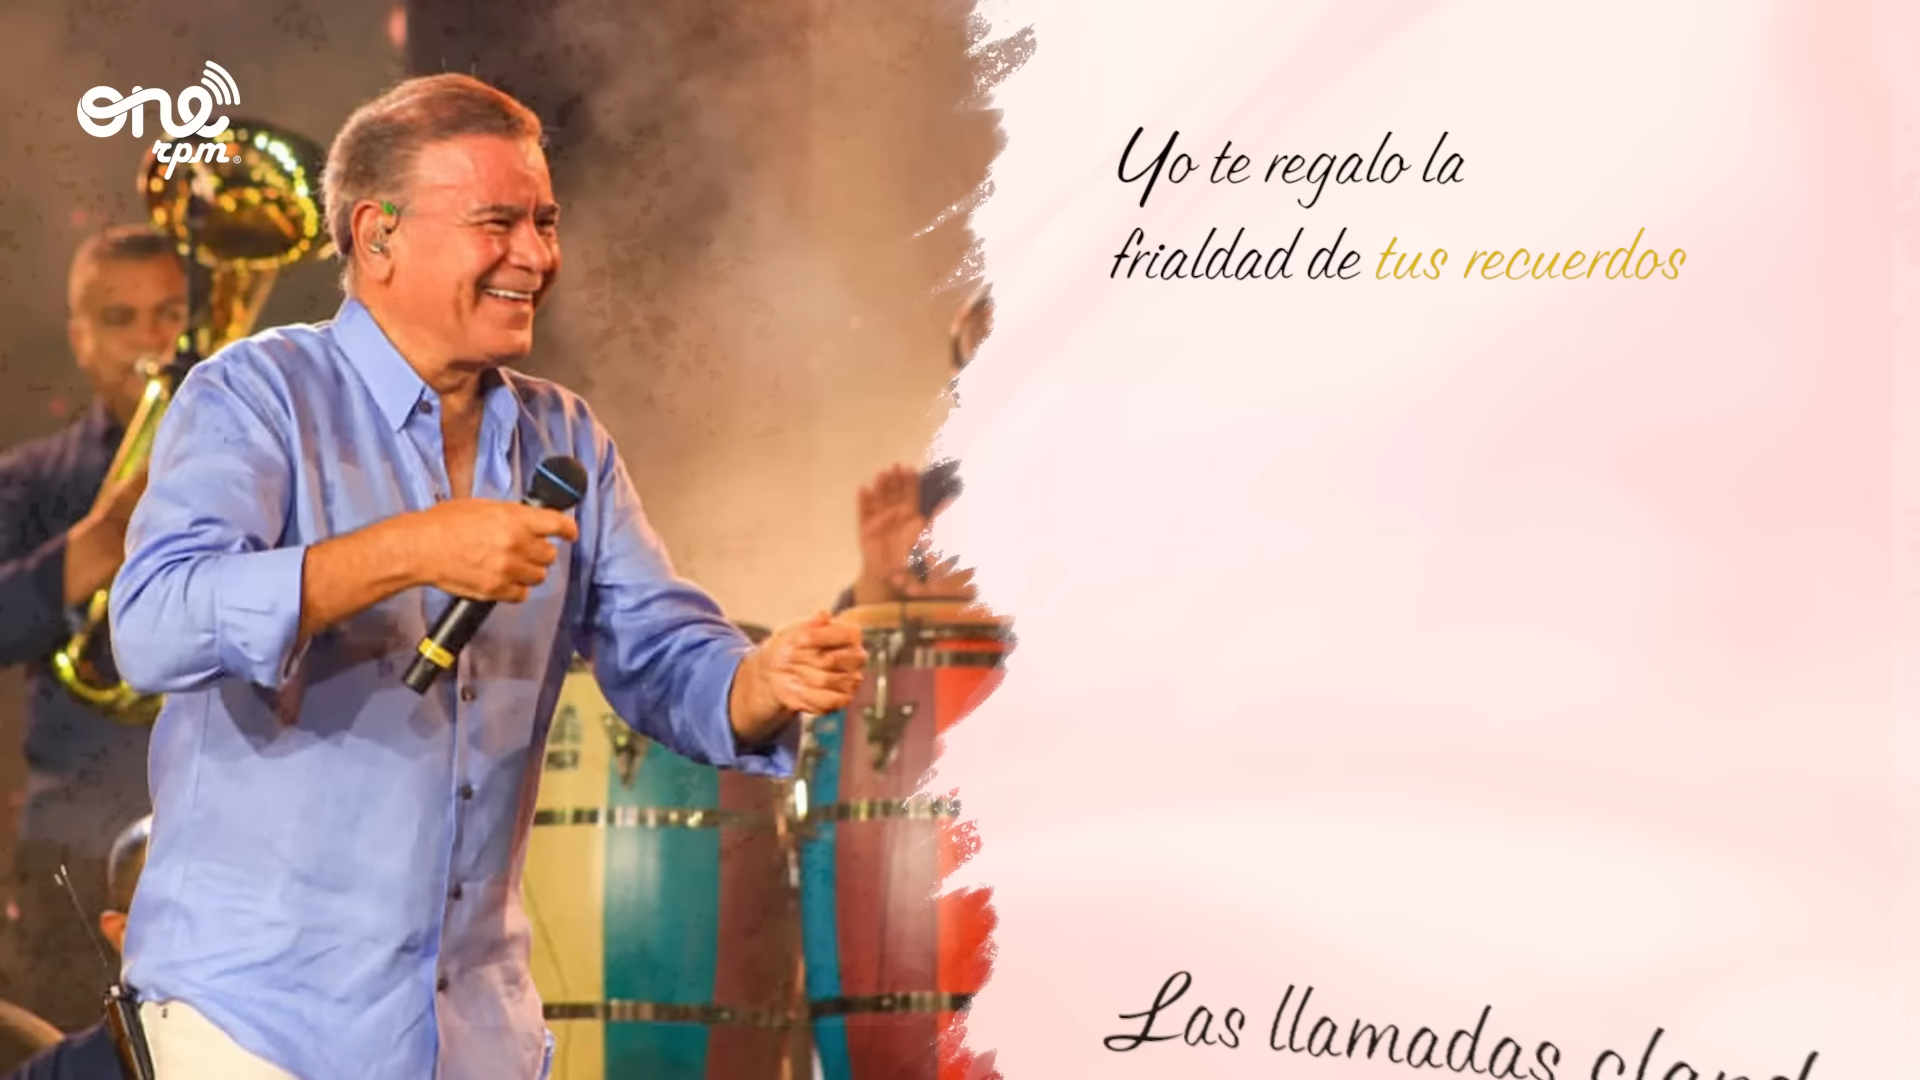 one
rpm®
Yo te regalo la
frialdad de tus recuerdos
Las llamadas